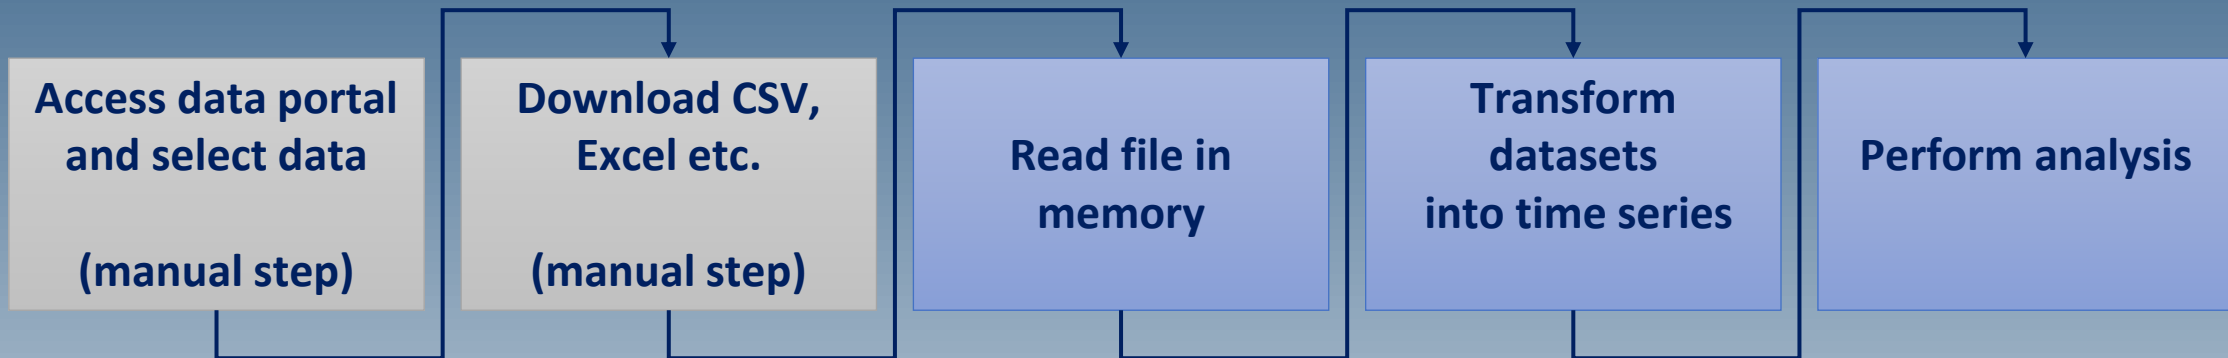 Access data portal
and select data
(manual step)
Download CSV,
Excel etc.
(manual step)
Read file in
memory
Transform
datasets
into time series
Perform analysis